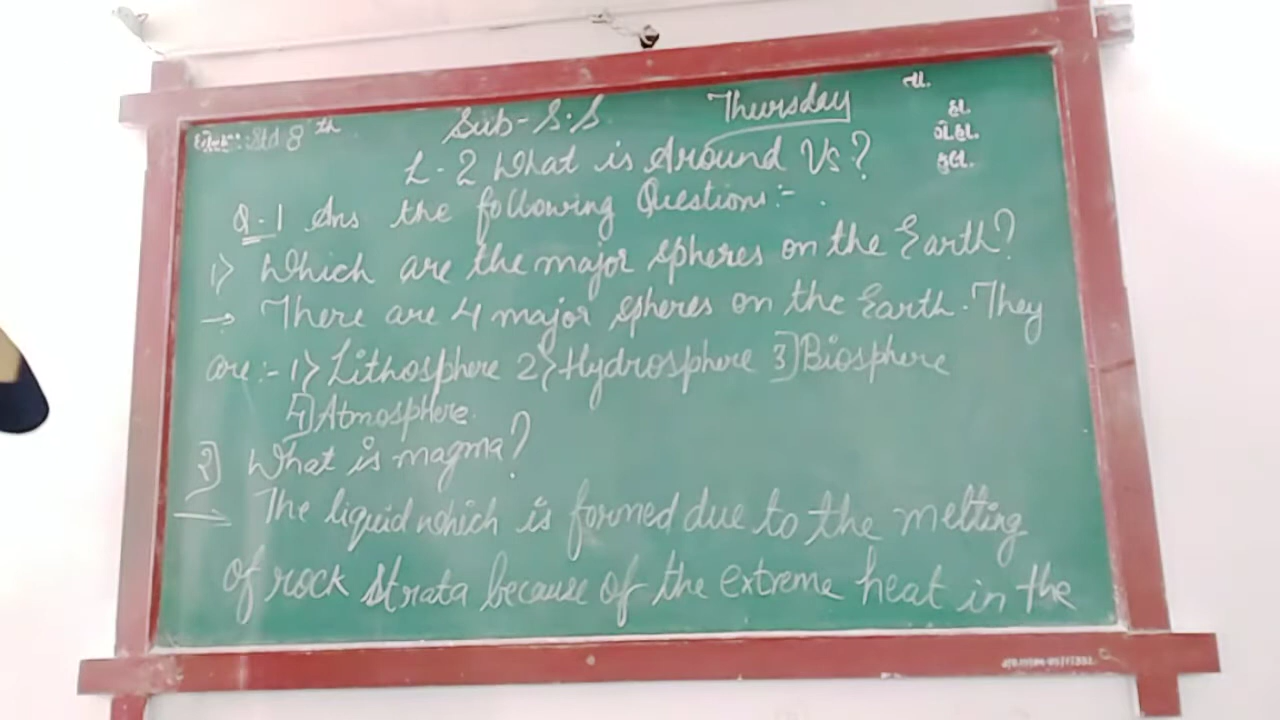 Std 8th
Sub-S.S
Thursday
તા.
હા.
ગે.હા.
કુલ.
L-2 What is Around Us?
Q.1 Ans the following Questions:-
1) Which are the major spheres on the Earth?
→ There are 4 major spheres on the Earth. They
are:- 1) Lithosphere 2) Hydrosphere 3] Biosphere
4] Atmosphere.
2] What is magma?
The liquid which is formed due to the melting
of rock strata because of the extreme heat in the